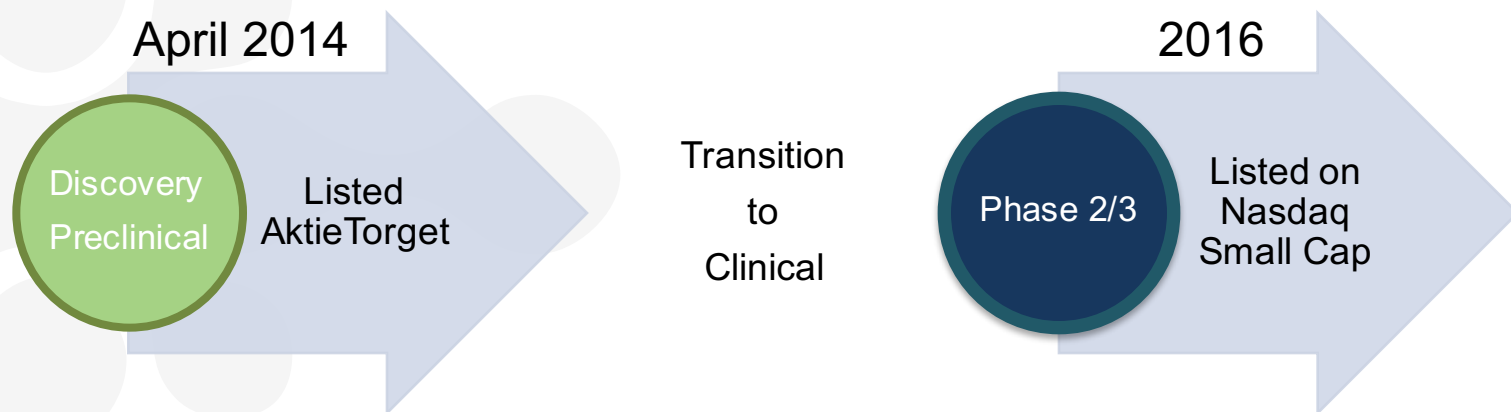 April 2014
Discovery
Preclinical
Listed
AktieTorget
Transition
to
Clinical
2016
Phase 2/3
Listed on
Nasdaq
Small Cap